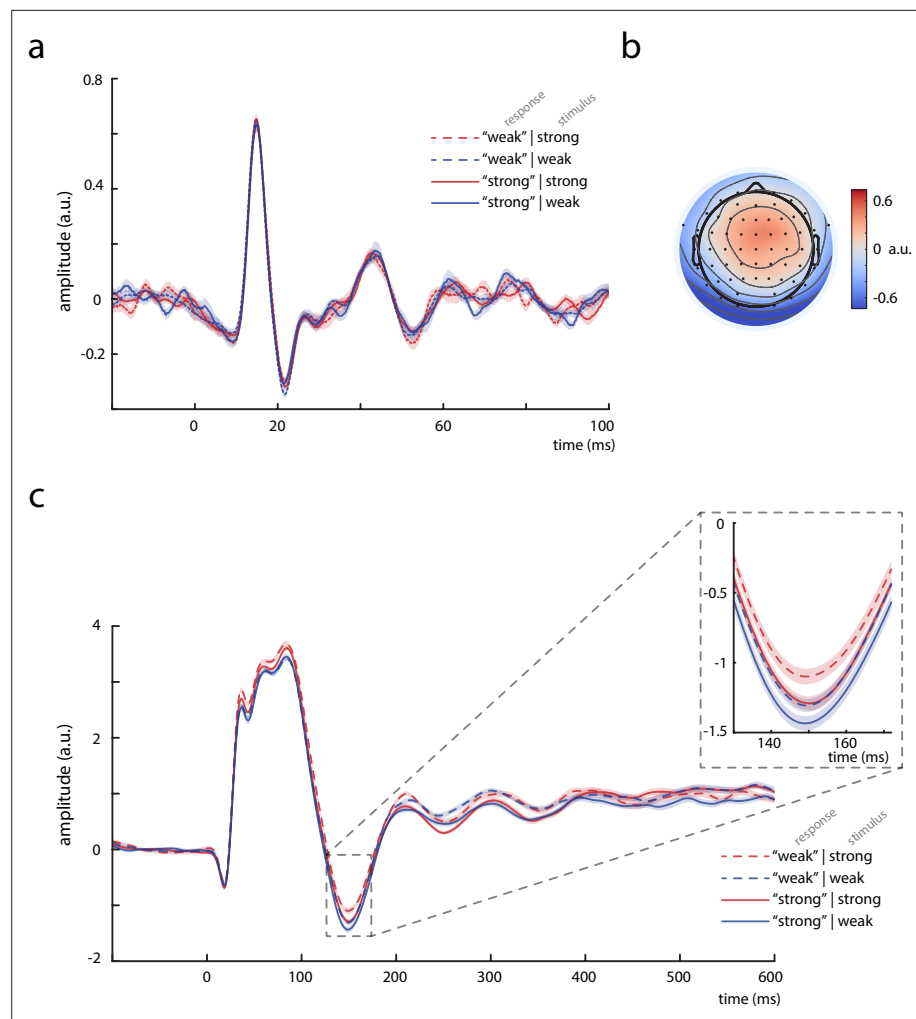 a
amplitude (a.u.)
0.8
0.4
0
-0.2
0
20
60
100
time (ms)
response
stimulus
"weak" | strong
"weak" | weak
"strong" | strong
"strong" | weak
b
0.6
0
a.u.
-0.6
c
amplitude (a.u.)
4
2
0
-2
0
100
200
300
400
500
600
time (ms)
0
-0.5
-1
-1.5
140
160
time (ms)
response
stimulus
"weak" | strong
"weak" | weak
"strong" | strong
"strong" | weak